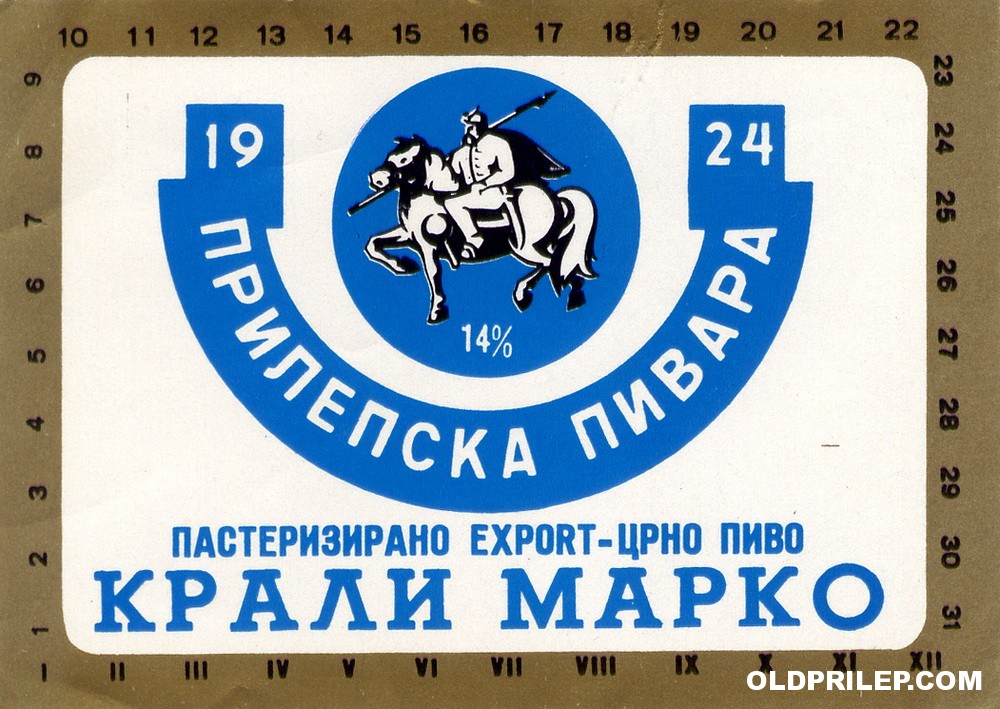 10 11 12 13 14 15 16 17 18 19 20 21 22
23 24 25 26 27 28 29 30 31
9 8 7 6 5 4 3 2 1
19 24
14%
ПРИЛЕПСКА ПИВАРА
ПАСТЕРИЗИРАНО EXPORT-ЦРНО ПИВО
КРАЛИ МАРКО
I II III IV V VI VII VIII IX X XI XII
OLDPRILEP.COM